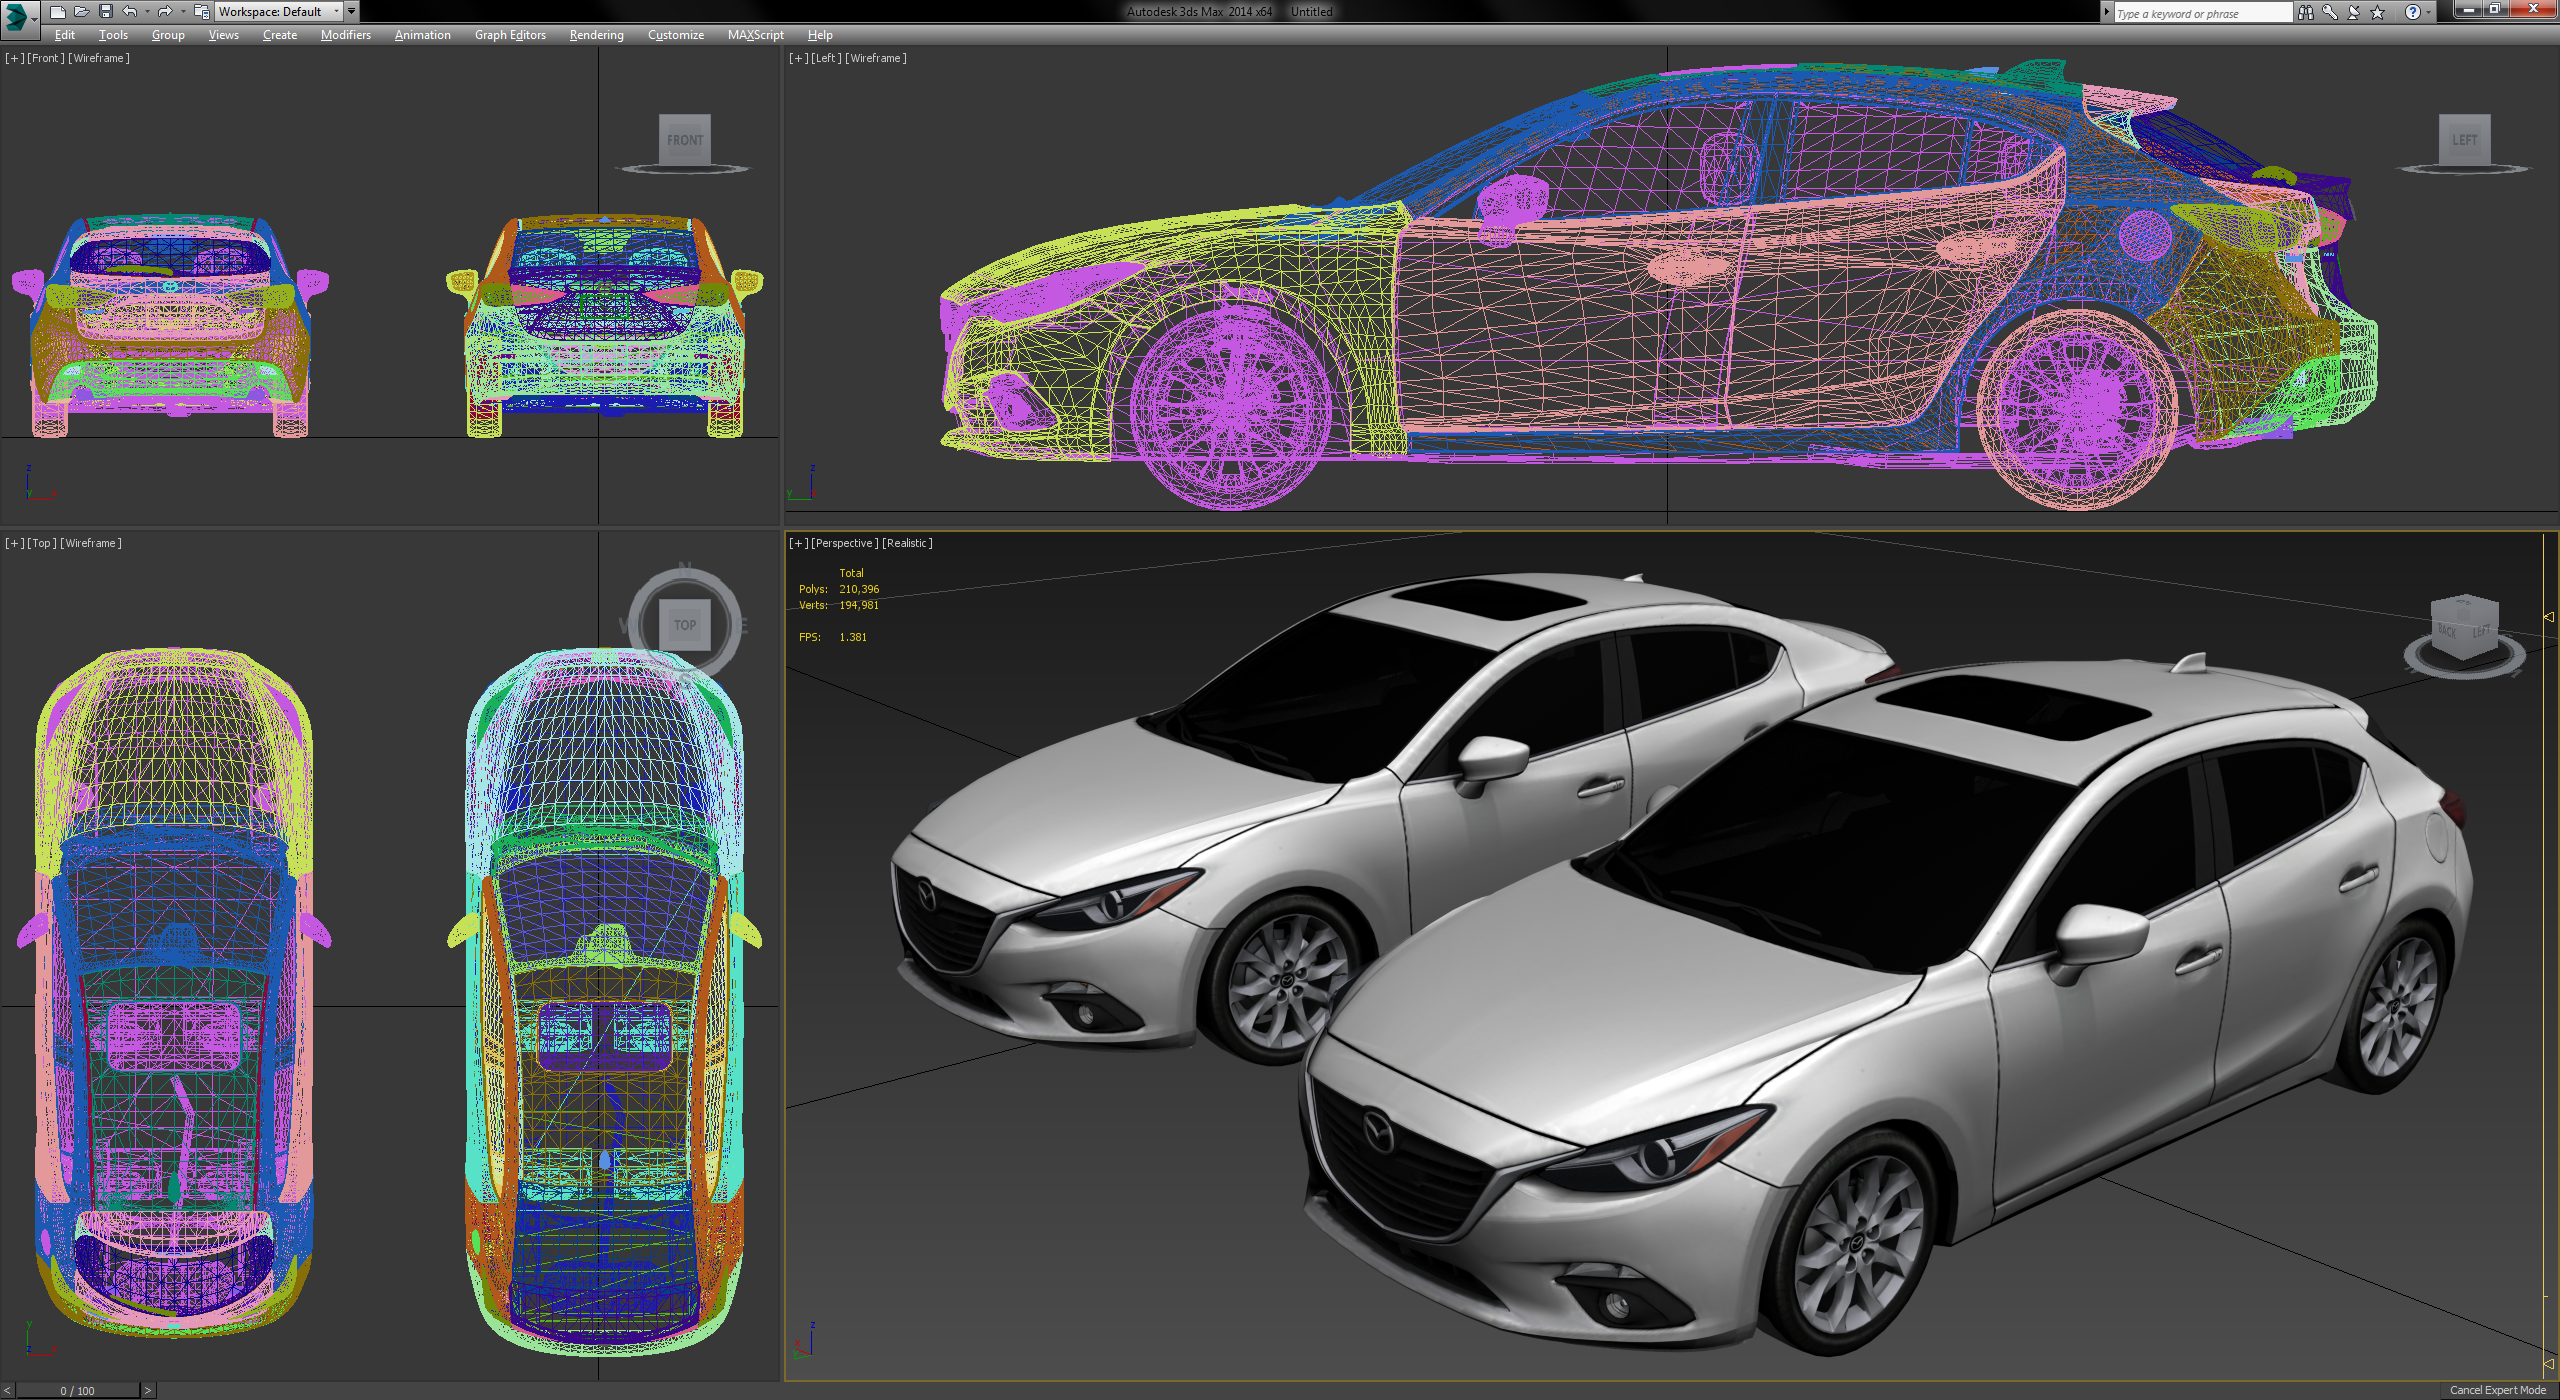 Workspace: Default
Autodesk 3ds Max 2014 x64 Untitled
Type a keyword or phrase
Edit Tools Group Views Create Modifiers Animation Graph Editors Rendering Customize MAXScript Help
[+] [Front] [Wireframe]
FRONT
z
y
x
[+] [Left] [Wireframe]
LEFT
z
y
x
[+] [Top] [Wireframe]
N
W TOP E
S
y
z
x
[+] [Perspective] [Realistic]
Total
Polys: 210,396
Verts: 194,981
FPS: 1.381
BACK LEFT
z
< 0 / 100 >
Cancel Expert Mode